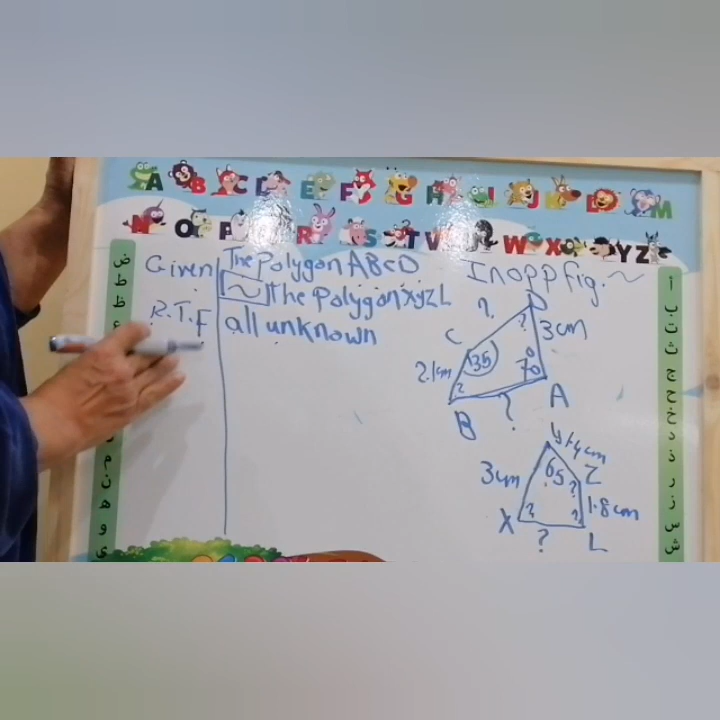 A B C D E F G H I J K L M
N O P R S T V W X Y Z
Given The Polygon ABCD
~ The Polygon XYZL
R.T.F all unknown
In opp fig. ~
?
D
C ? 3cm
2.1cm 35 70
? ?
B A
Y 1.4cm
3cm 65 Z
? 1.8cm
X ? ? L
?
ض
ط
ظ
ع
م
ن
ه
و
ي
أ
ب
ت
ث
ج
ح
خ
د
ذ
ر
ز
س
ش